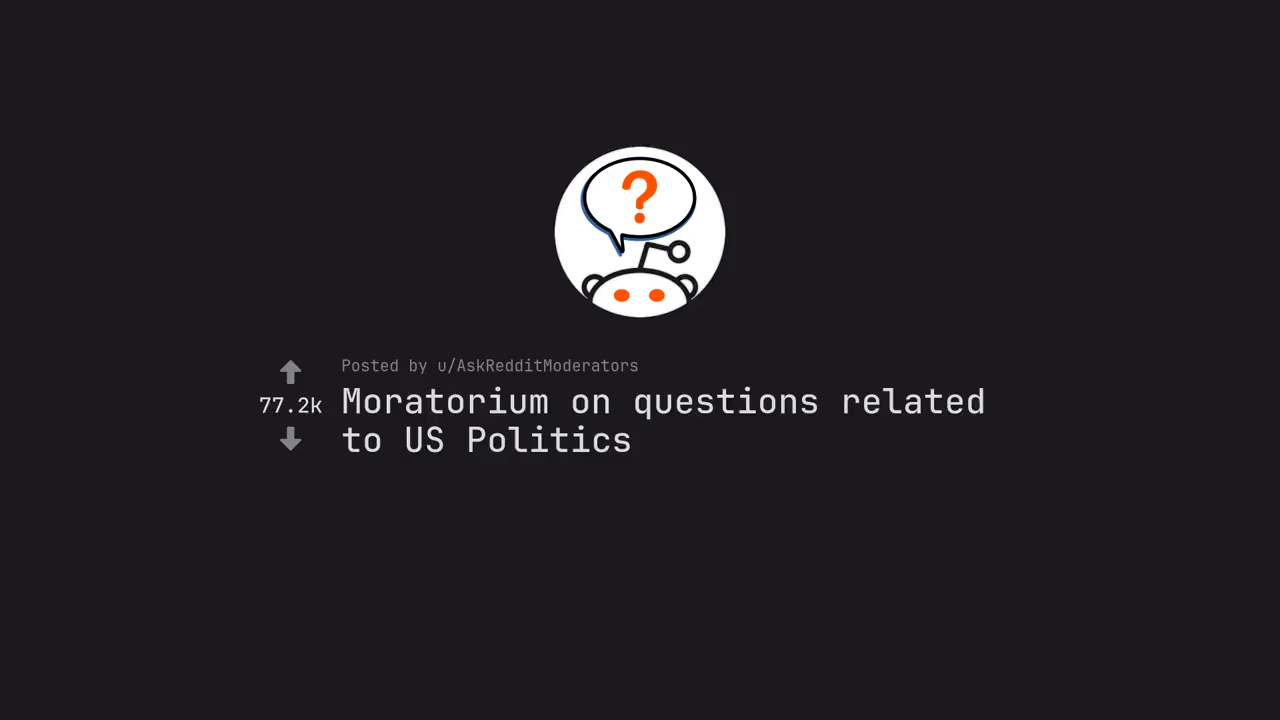 ?
Posted by u/AskRedditModerators
77.2k
Moratorium on questions related
to US Politics